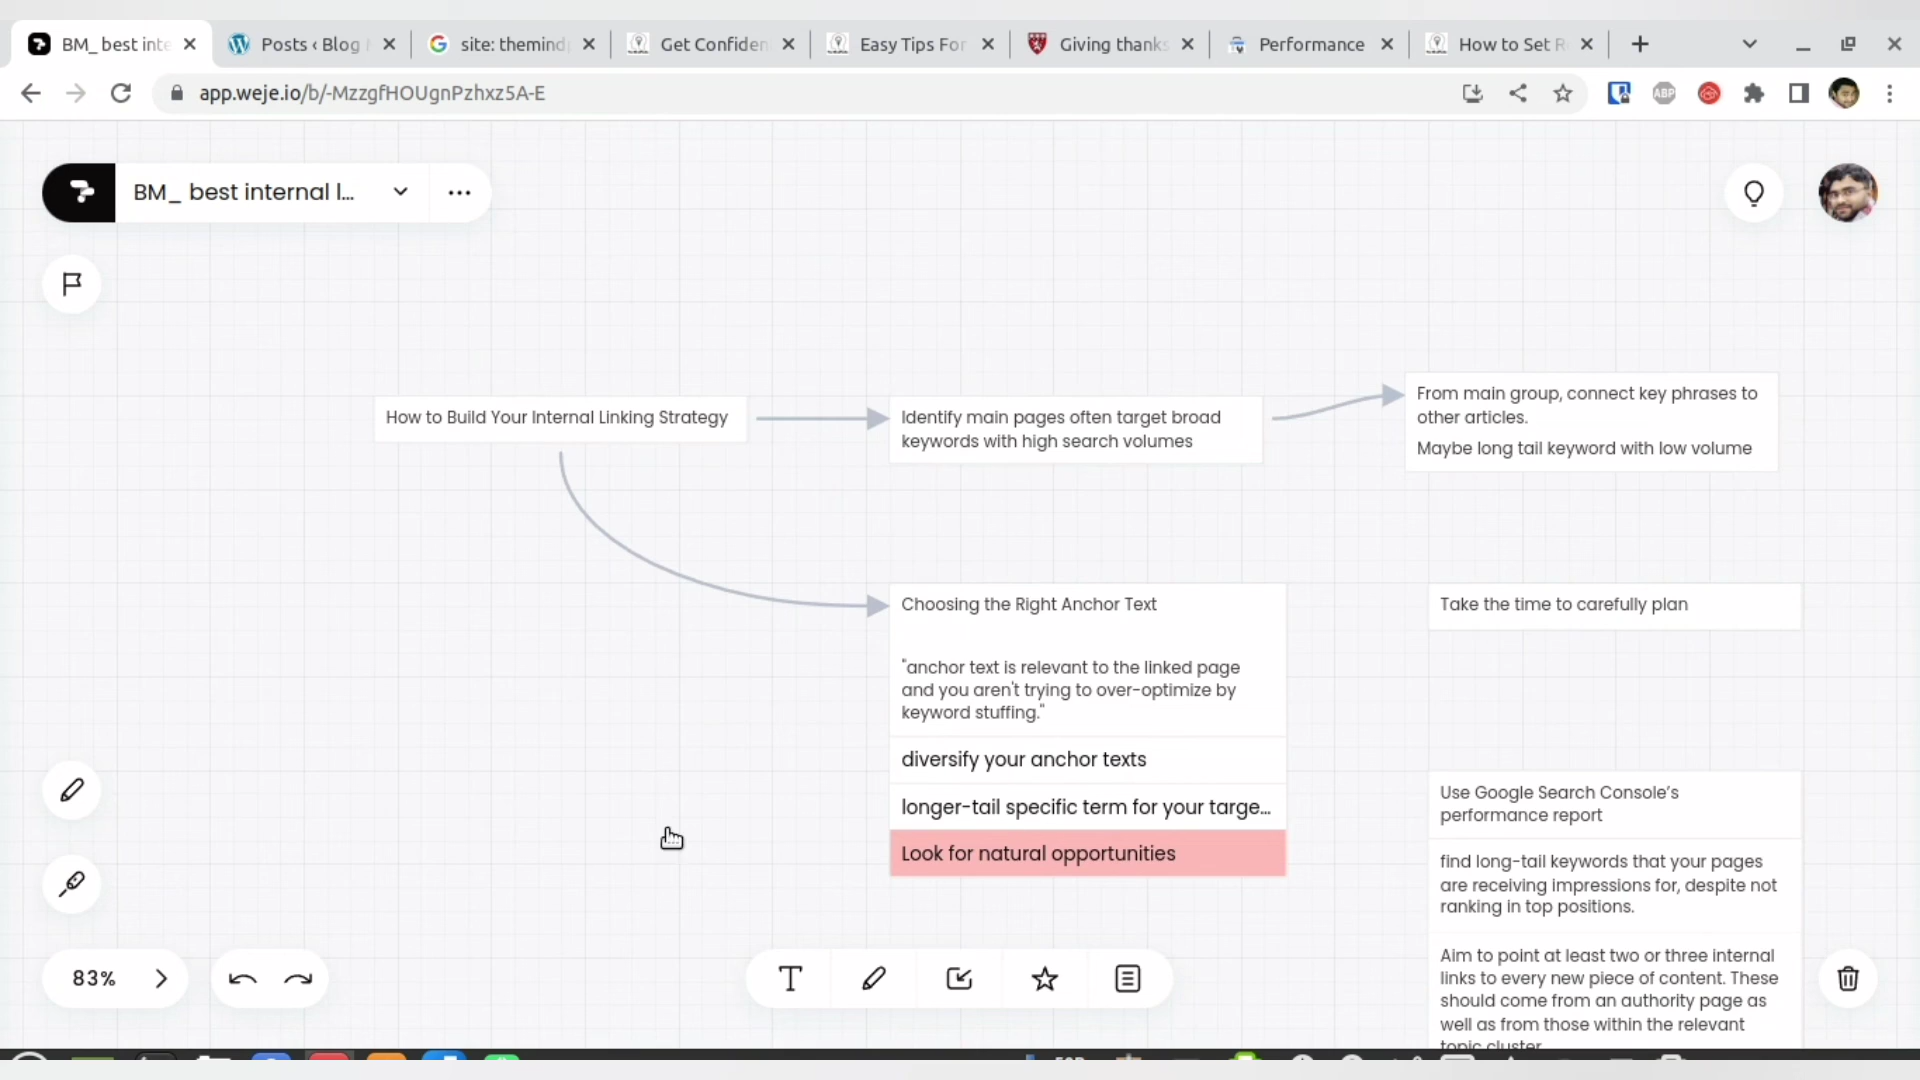 BM_ best inte
Posts ‹ Blog
site: themind
Get Confiden
Easy Tips For
Giving thanks
Performance
How to Set R
app.weje.io/b/-MzzgfHOUgnPzhxz5A-E
ABP
BM_ best internal l...
How to Build Your Internal Linking Strategy
Identify main pages often target broad
keywords with high search volumes
From main group, connect key phrases to
other articles.
Maybe long tail keyword with low volume
Choosing the Right Anchor Text
"anchor text is relevant to the linked page
and you aren't trying to over-optimize by
keyword stuffing."
diversify your anchor texts
longer-tail specific term for your targe...
Look for natural opportunities
Take the time to carefully plan
Use Google Search Console’s
performance report
find long-tail keywords that your pages
are receiving impressions for, despite not
ranking in top positions.
Aim to point at least two or three internal
links to every new piece of content. These
should come from an authority page as
well as from those within the relevant
topic cluster
83%